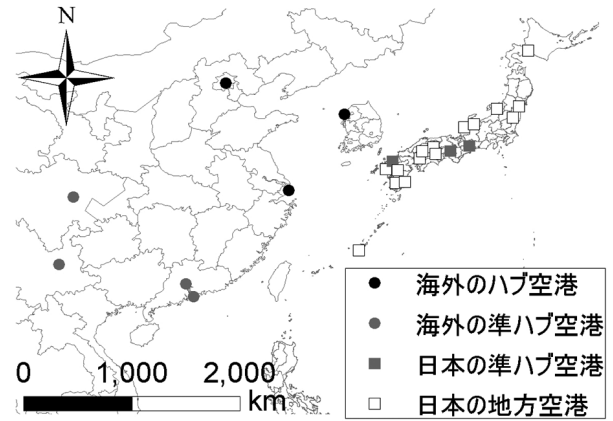 N
海外のハブ空港
海外の準ハブ空港
日本の準ハブ空港
日本の地方空港
0 1,000 2,000
km